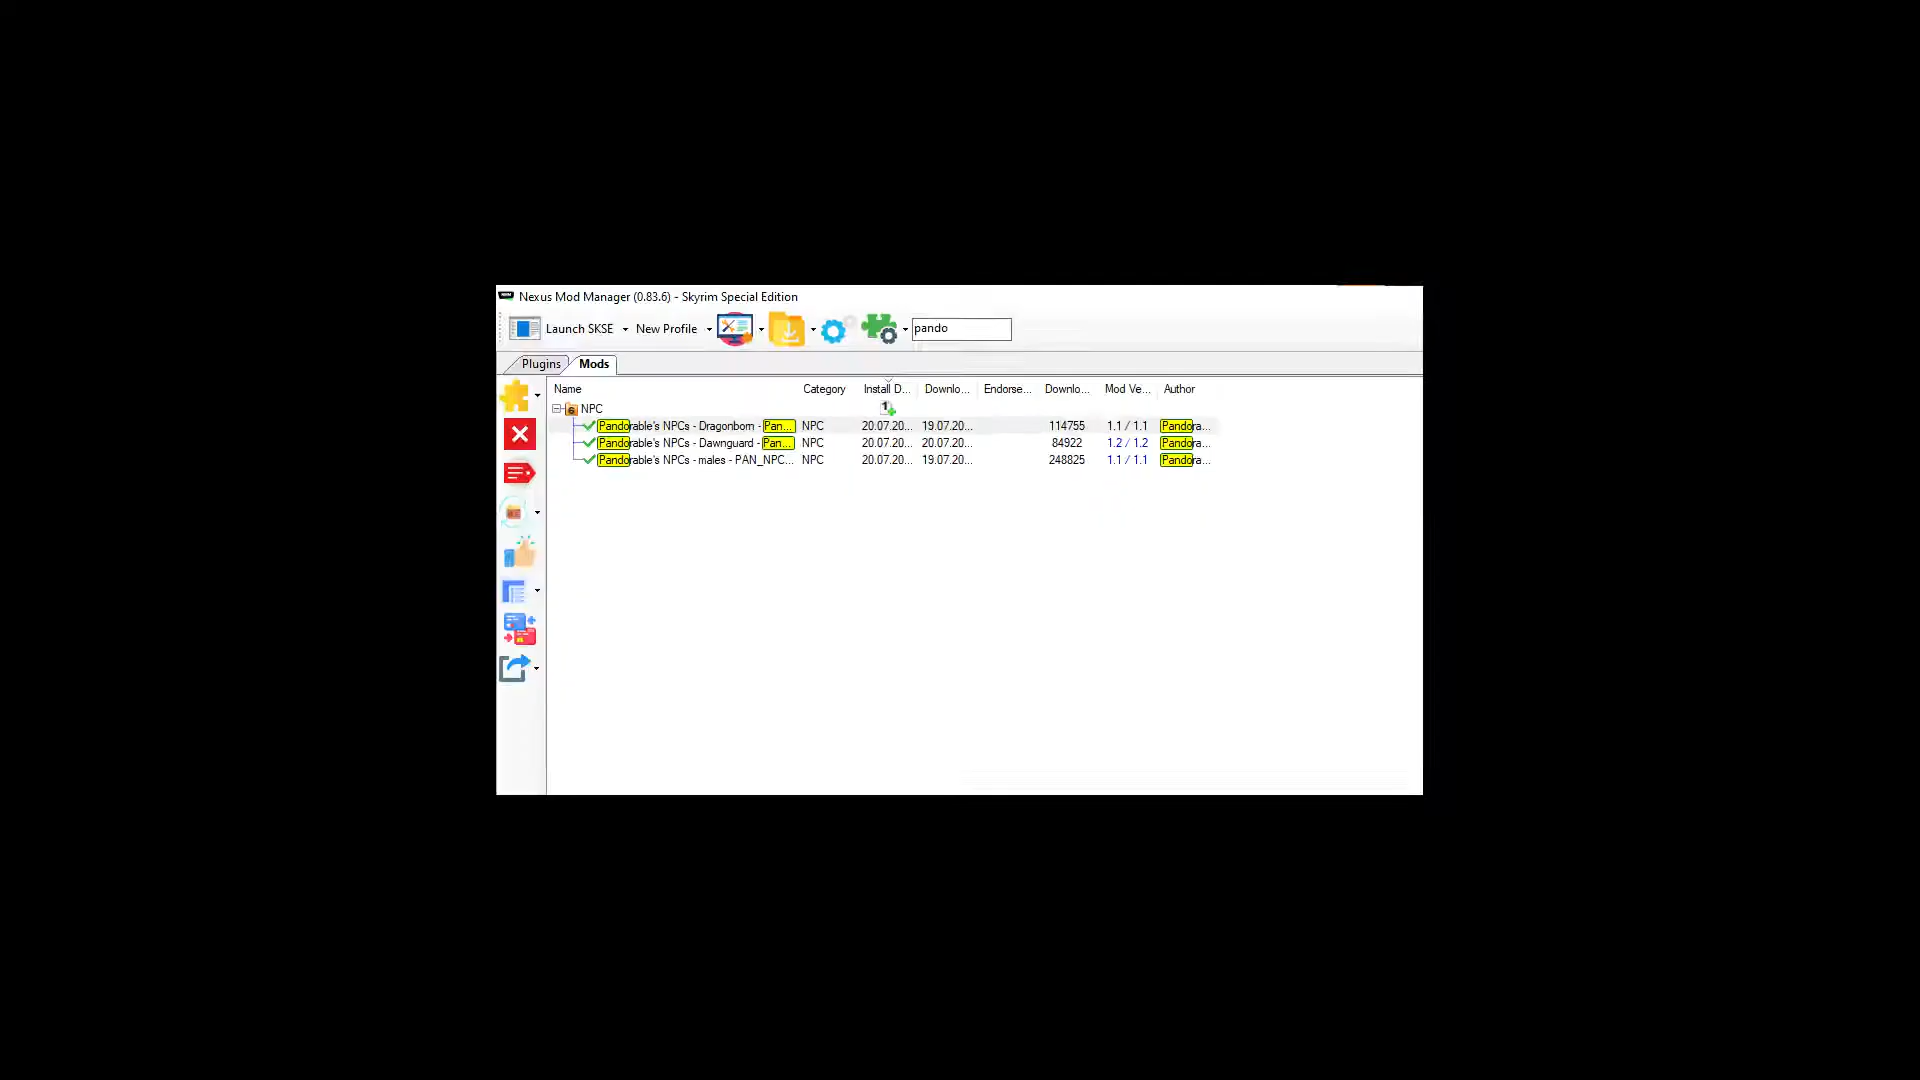 Nexus Mod Manager (0.83.6) - Skyrim Special Edition
Launch SKSE New Profile pando
Plugins Mods
Name Category Install D... Downlo... Endorse... Downlo... Mod Ve... Author
NPC 1
Pandorable's NPCs - Dragonborn - Pan... NPC 20.07.20... 19.07.20... 114755 1.1 / 1.1 Pandora...
Pandorable's NPCs - Dawnguard - Pan... NPC 20.07.20... 20.07.20... 84922 1.2 / 1.2 Pandora...
Pandorable's NPCs - males - PAN_NPC... NPC 20.07.20... 19.07.20... 248825 1.1 / 1.1 Pandora...